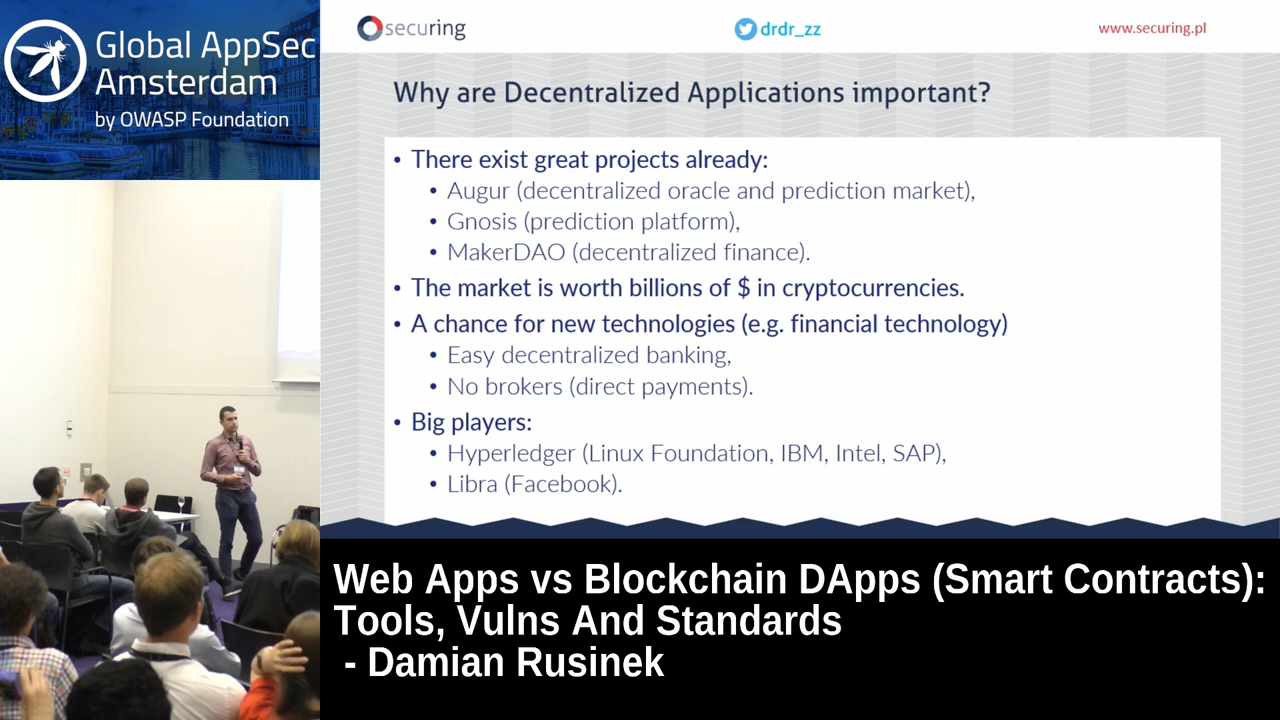 Global AppSec
Amsterdam
by OWASP Foundation
securing
drdr_zz
www.securing.pl
Why are Decentralized Applications important?
• There exist great projects already:
• Augur (decentralized oracle and prediction market),
• Gnosis (prediction platform),
• MakerDAO (decentralized finance).
• The market is worth billions of $ in cryptocurrencies.
• A chance for new technologies (e.g. financial technology)
• Easy decentralized banking,
• No brokers (direct payments).
• Big players:
• Hyperledger (Linux Foundation, IBM, Intel, SAP),
• Libra (Facebook).
Web Apps vs Blockchain DApps (Smart Contracts):
Tools, Vulns And Standards
- Damian Rusinek